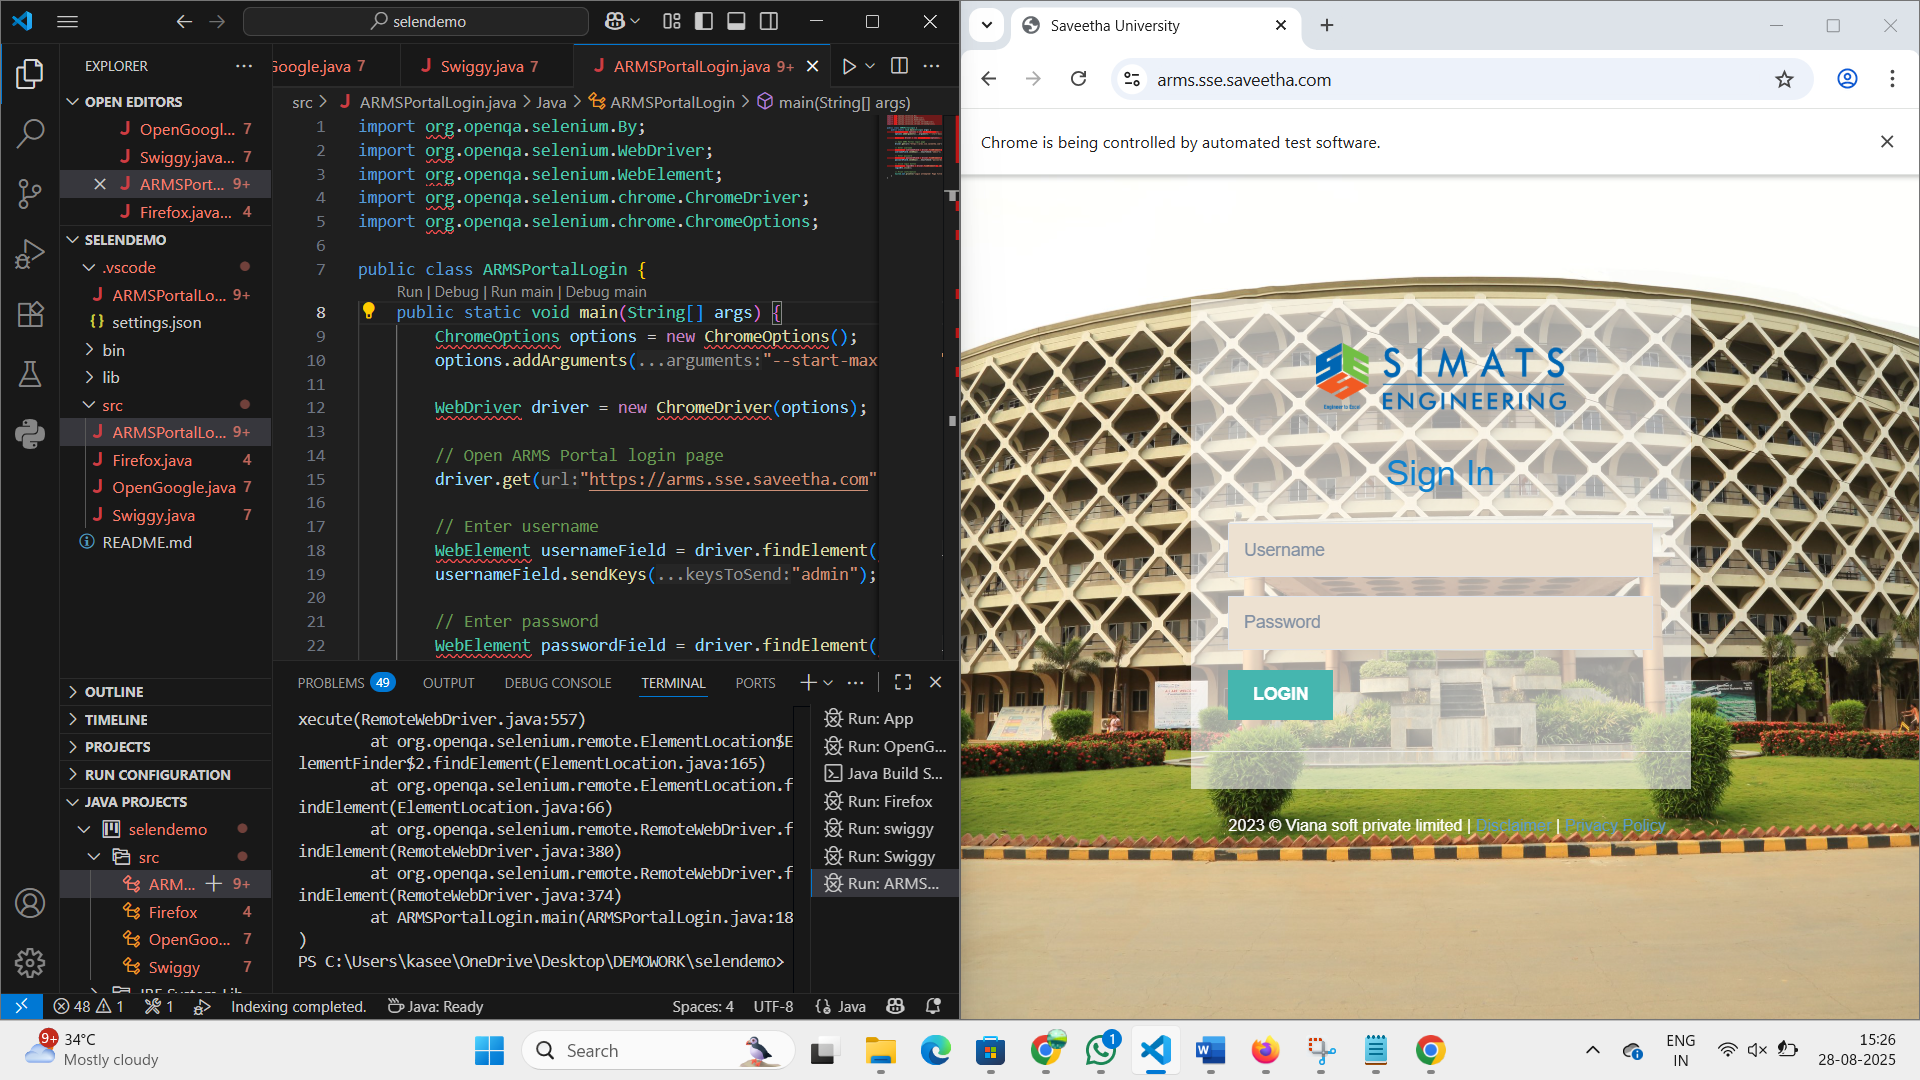 selendemo
EXPLORER
OPEN EDITORS
OpenGoogl... 7
Swiggy.java... 7
ARMSPort... 9+
Firefox.java... 4
SELENDEMO
.vscode
ARMSPortalLo... 9+
settings.json
bin
lib
src
ARMSPortalLo... 9+
Firefox.java 4
OpenGoogle.java 7
Swiggy.java 7
README.md
OUTLINE
TIMELINE
PROJECTS
RUN CONFIGURATION
JAVA PROJECTS
selendemo
src
ARM... 9+
Firefox 4
OpenGoo... 7
Swiggy 7
Google.java 7
Swiggy.java 7
ARMSPortalLogin.java 9+
src > ARMSPortalLogin.java > Java > ARMSPortalLogin > main(String[] args)
1 import org.openqa.selenium.By;
2 import org.openqa.selenium.WebDriver;
3 import org.openqa.selenium.WebElement;
4 import org.openqa.selenium.chrome.ChromeDriver;
5 import org.openqa.selenium.chrome.ChromeOptions;
6
7 public class ARMSPortalLogin {
Run | Debug | Run main | Debug main
8 public static void main(String[] args) {
9 ChromeOptions options = new ChromeOptions();
10 options.addArguments(...arguments:"--start-max
11
12 WebDriver driver = new ChromeDriver(options);
13
14 // Open ARMS Portal login page
15 driver.get(url:"https://arms.sse.saveetha.com"
16
17 // Enter username
18 WebElement usernameField = driver.findElement(
19 usernameField.sendKeys(...keysToSend:"admin");
20
21 // Enter password
22 WebElement passwordField = driver.findElement(
PROBLEMS 49
OUTPUT
DEBUG CONSOLE
TERMINAL
PORTS
xecute(RemoteWebDriver.java:557)
at org.openqa.selenium.remote.ElementLocation$E
lementFinder$2.findElement(ElementLocation.java:165)
at org.openqa.selenium.remote.ElementLocation.f
indElement(ElementLocation.java:66)
at org.openqa.selenium.remote.RemoteWebDriver.f
indElement(RemoteWebDriver.java:380)
at org.openqa.selenium.remote.RemoteWebDriver.f
indElement(RemoteWebDriver.java:374)
at ARMSPortalLogin.main(ARMSPortalLogin.java:18
)
PS C:\Users\kasee\OneDrive\Desktop\DEMOWORK\selendemo>
Run: App
Run: OpenG...
Java Build S...
Run: Firefox
Run: swiggy
Run: Swiggy
Run: ARMS...
48 1 1 Indexing completed. Java: Ready
Spaces: 4 UTF-8 {} Java
Saveetha University
arms.sse.saveetha.com
Chrome is being controlled by automated test software.
SIMATS
ENGINEERING
Sign In
Username
Password
LOGIN
2023 © Viana soft private limited | Disclaimer | Privacy Policy
9+
34°C
Mostly cloudy
Search
1
ENG
IN
15:26
28-08-2025